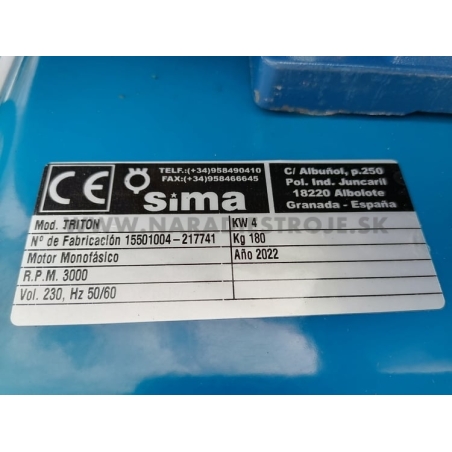 CE
TELF.:(+34)958490410
FAX:(+34)958466645
sima
C/ Albuñol, p.250
Pol. Ind. Juncaril
18220 Albolote
Granada - España
WWW.NARADIESTROJE.SK
Mod. TRITON
KW 4
Nº de Fabricación 15501004-217741
Kg 180
Motor Monofásico
Año 2022
R.P.M. 3000
Vol. 230, Hz 50/60